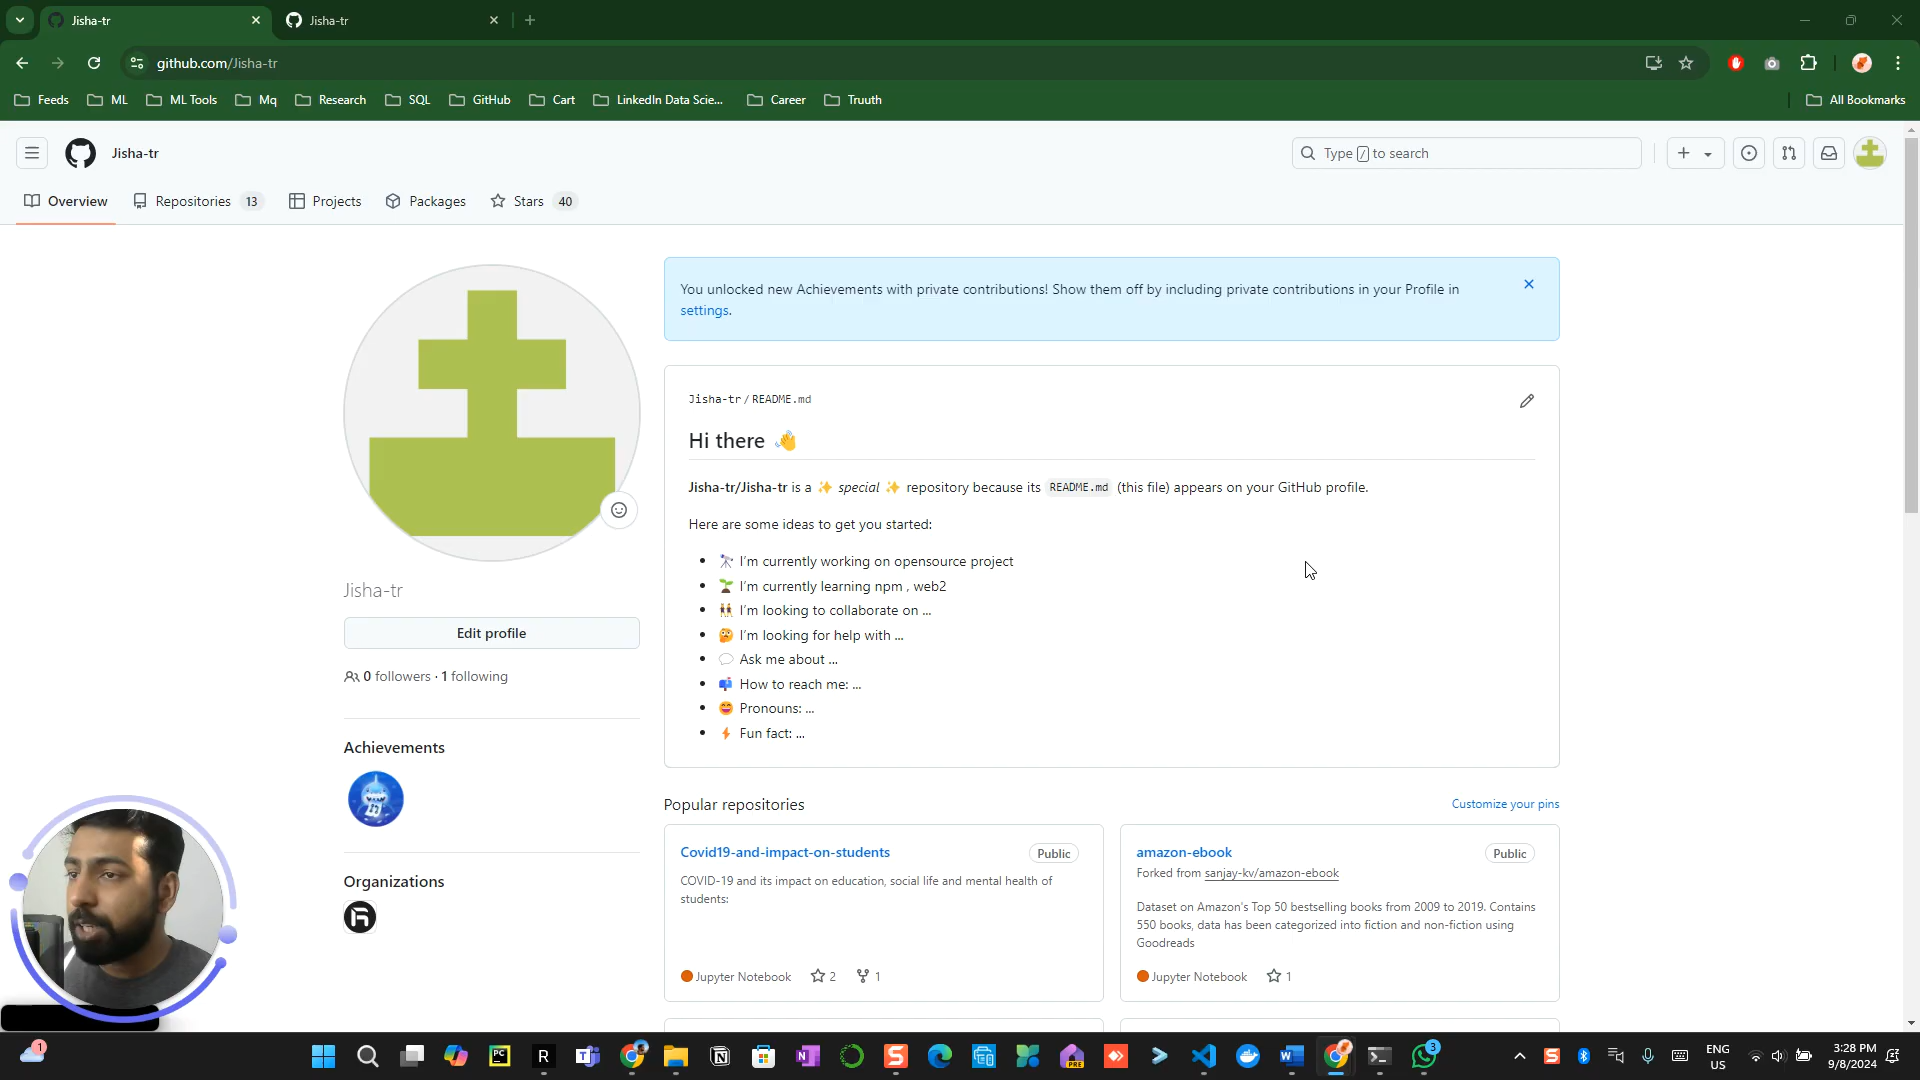 Jisha-tr
Jisha-tr
github.com/Jisha-tr
Feeds
ML
ML Tools
Mq
Research
SQL
GitHub
Cart
LinkedIn Data Scie...
Career
Truuth
All Bookmarks
Jisha-tr
Type / to search
Overview
Repositories 13
Projects
Packages
Stars 40
You unlocked new Achievements with private contributions! Show them off by including private contributions in your Profile in
settings.
Jisha-tr / README.md
Hi there 👋
Jisha-tr/Jisha-tr is a ✨ special ✨ repository because its README.md (this file) appears on your GitHub profile.
Here are some ideas to get you started:
• 🔭 I'm currently working on opensource project
• 🌱 I'm currently learning npm , web2
• 👯 I'm looking to collaborate on ...
• 🤔 I'm looking for help with ...
• 💬 Ask me about ...
• 📫 How to reach me: ...
• 😄 Pronouns: ...
• ⚡ Fun fact: ...
Jisha-tr
Edit profile
0 followers · 1 following
Achievements
Organizations
Popular repositories
Customize your pins
Covid19-and-impact-on-students
Public
COVID-19 and its impact on education, social life and mental health of
students:
Jupyter Notebook
2
1
amazon-ebook
Public
Forked from sanjay-kv/amazon-ebook
Dataset on Amazon's Top 50 bestselling books from 2009 to 2019. Contains
550 books, data has been categorized into fiction and non-fiction using
Goodreads
Jupyter Notebook
1
1
PC
R
PRE
3
ENG
US
3:28 PM
9/8/2024